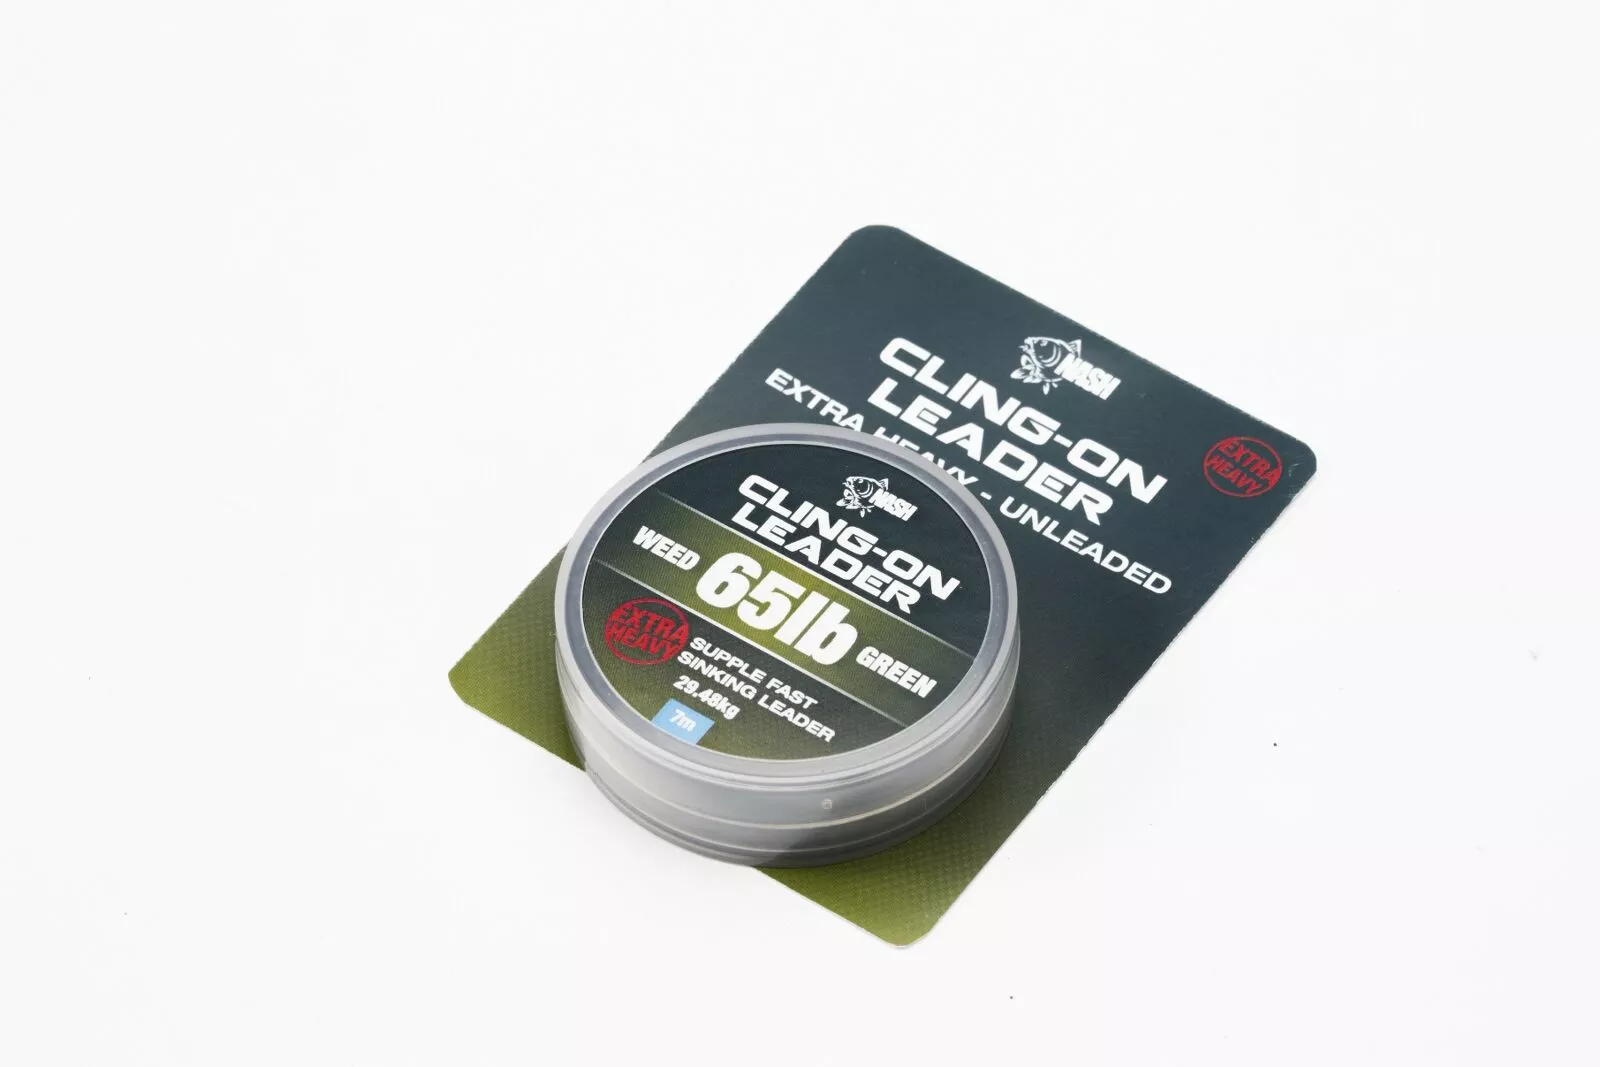 NASH
CLING-ON
LEADER
EXTRA HEAVY - UNLEADED
EXTRA
HEAVY
NASH
CLING-ON
LEADER
WEED 65lb GREEN
EXTRA
HEAVY
SUPPLE FAST
SINKING LEADER
29.48kg
7m